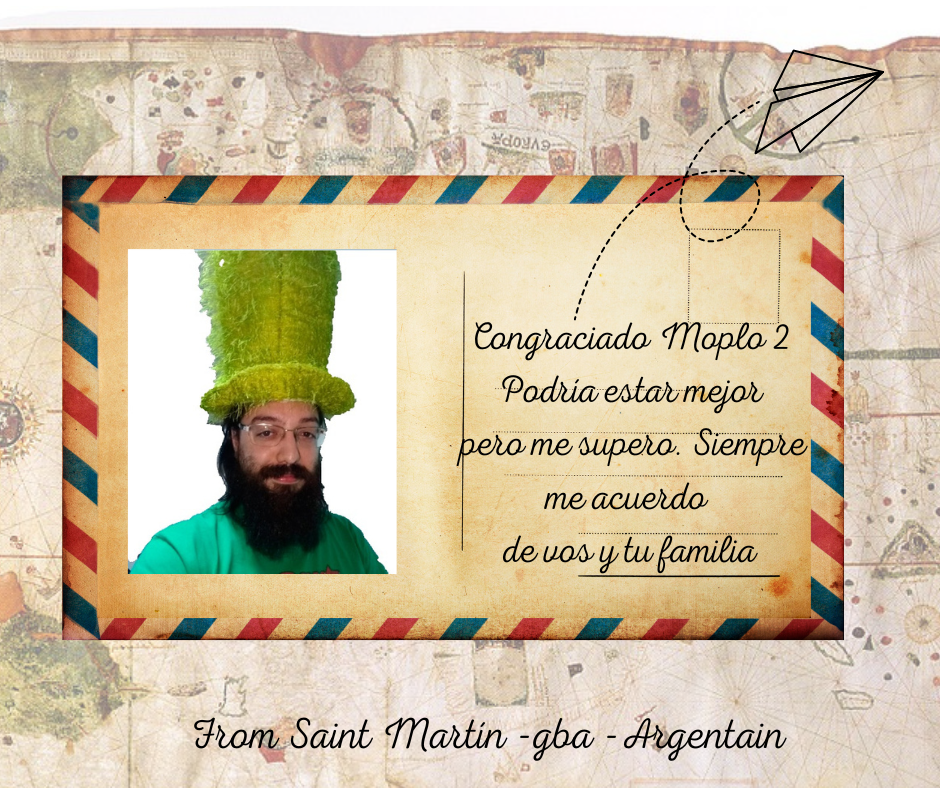 EVROPA
Congraciado Moplo 2
Podría estar mejor
pero me supero. Siempre
me acuerdo
de vos y tu familia
From Saint Martín -gba - Argentain